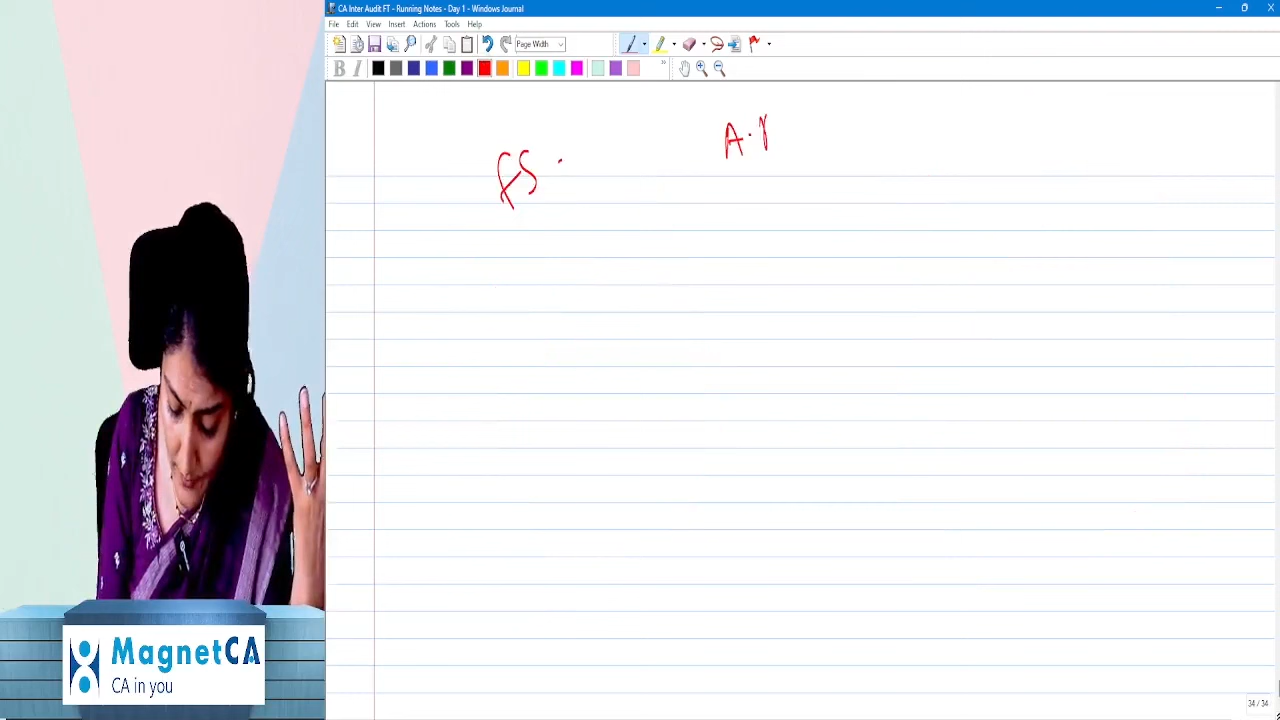 CA Inter Audit FT - Running Notes - Day 1 - Windows Journal
File Edit View Insert Actions Tools Help
Page Width
B I
A.r
FS
MagnetCA
CA in you
34 / 34